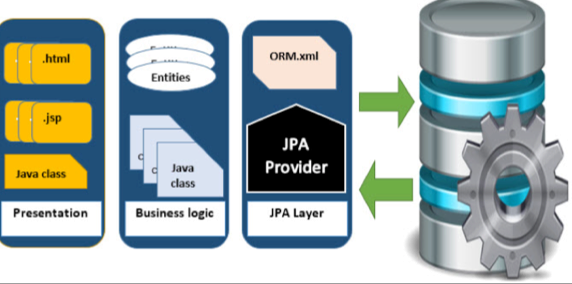 .html
.jsp
Java class
Presentation
Entities
Java
class
Business logic
ORM.xml
JPA
Provider
JPA Layer